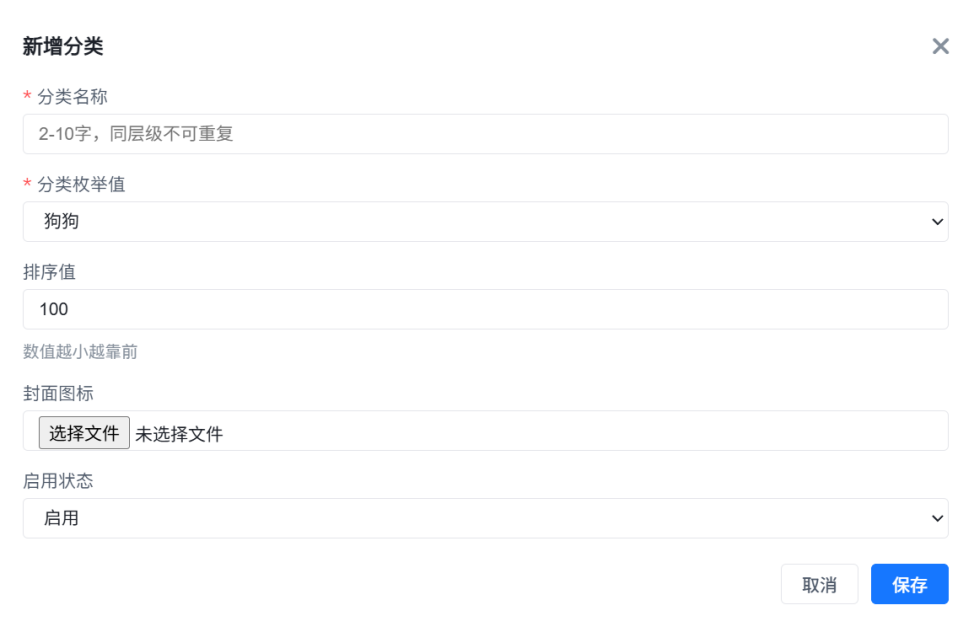 新增分类
* 分类名称
2-10字，同层级不可重复
* 分类枚举值
狗狗
排序值
100
数值越小越靠前
封面图标
选择文件 未选择文件
启用状态
启用
取消 保存